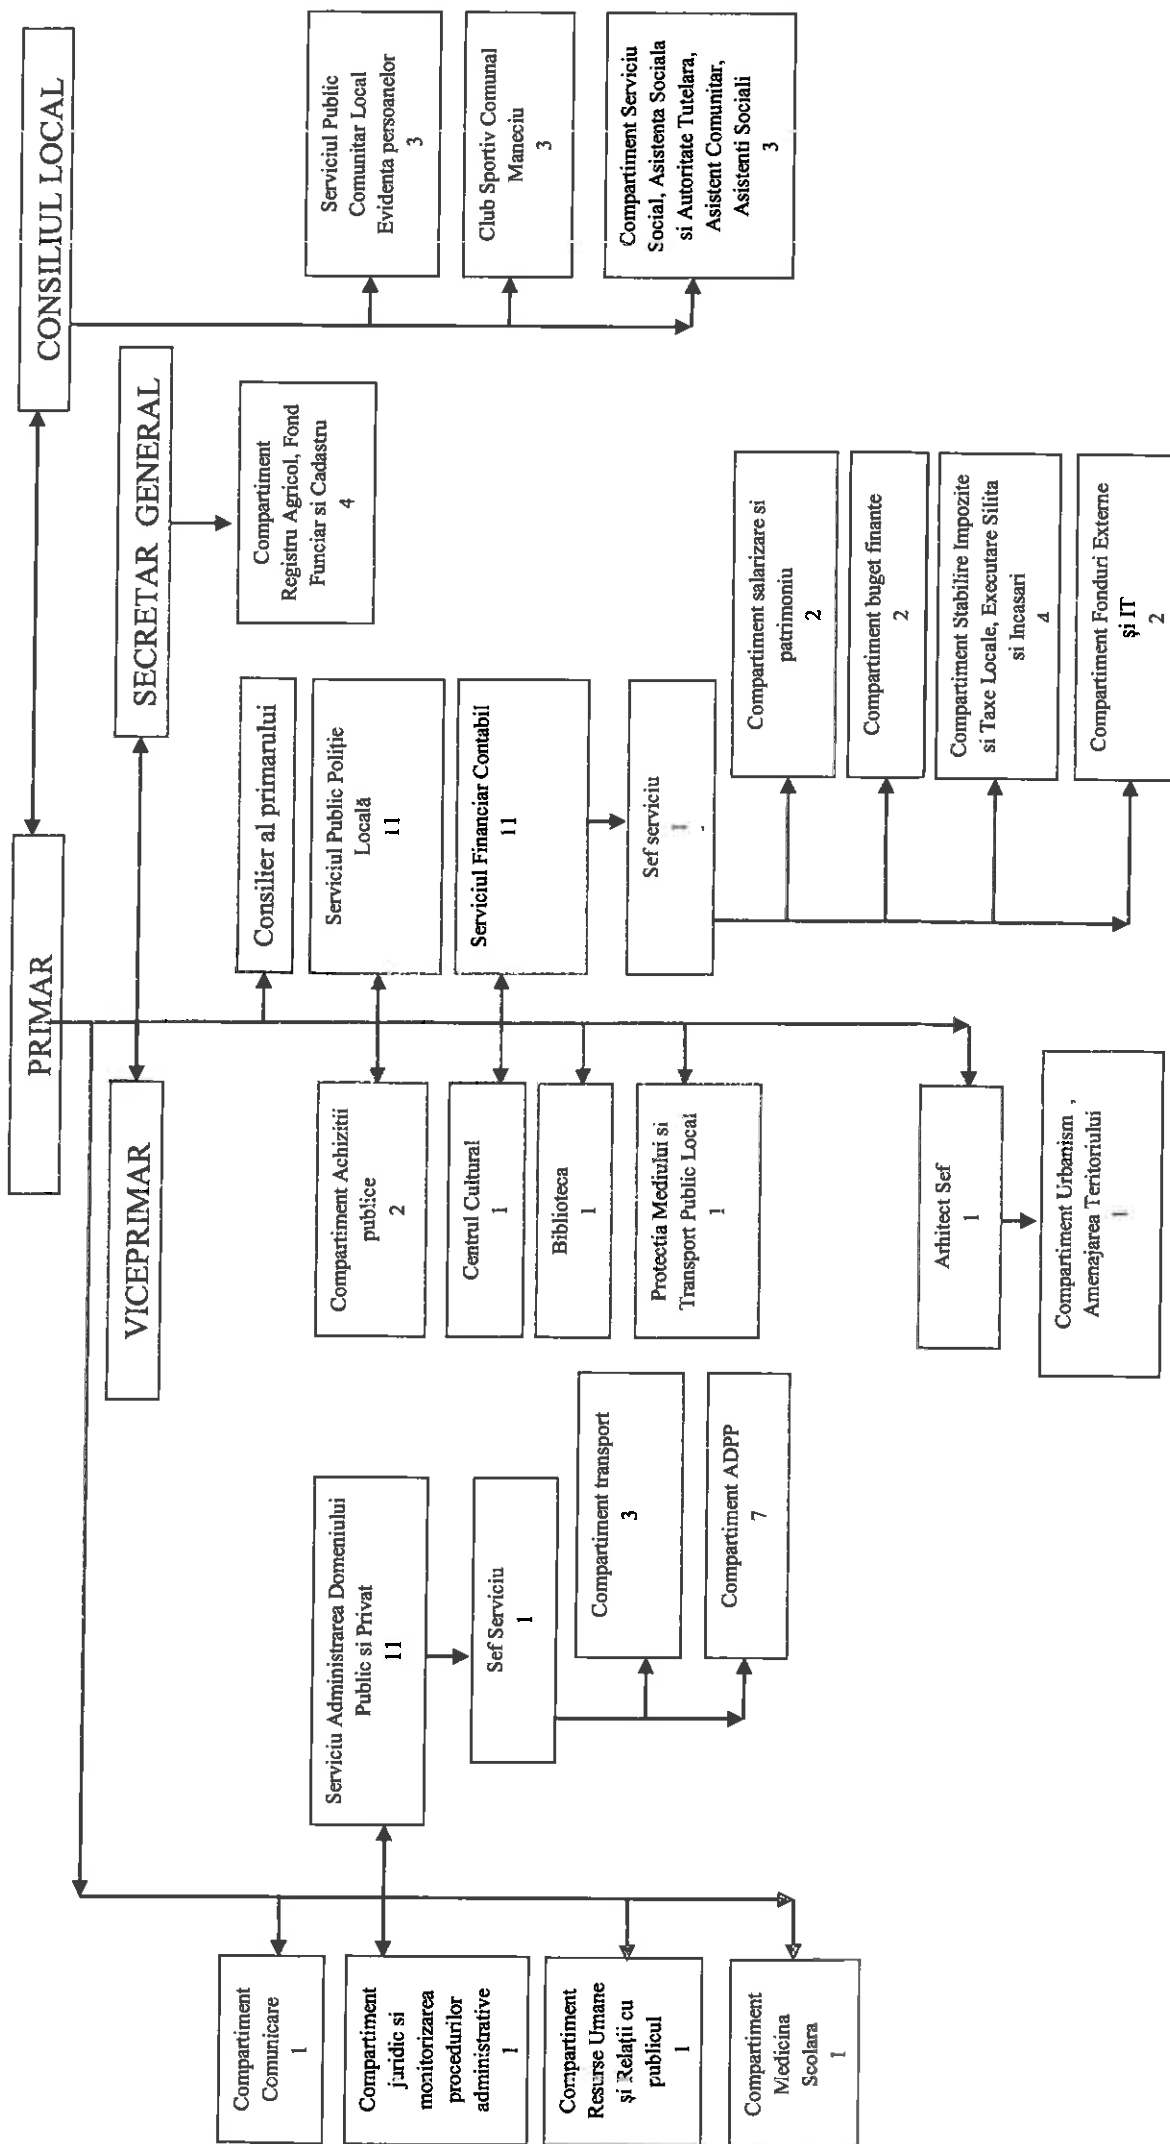 PRIMAR
CONSILIUL LOCAL
VICEPRIMAR
SECRETAR GENERAL
Compartiment
Comunicare
1
Compartiment
juridic si
monitorizarea
procedurilor
administrative
1
Compartiment
Resurse Umane
și Relații cu
publicul
1
Compartiment
Medicina
Scolara
1
Serviciu Administrarea Domeniului
Public si Privat
11
Sef Serviciu
1
Compartiment transport
3
Compartiment ADPP
7
Compartiment Achizitii
publice
2
Centrul Cultural
1
Biblioteca
1
Protectia Mediului si
Transport Public Local
1
Arhitect Sef
1
Compartiment Urbanism ,
Amenajarea Teritoriului
1
Consilier al primarului
Serviciul Public Poliție
Locală
11
Serviciul Financiar Contabil
11
Sef serviciu
1
Compartiment salarizare si
patrimoniu
2
Compartiment buget finante
2
Compartiment Stabilire Impozite
si Taxe Locale, Executare Silita
si Incasari
4
Compartiment Fonduri Externe
și IT
2
Compartiment
Registru Agricol, Fond
Funciar si Cadastru
4
Serviciul Public
Comunitar Local
Evidenta persoanelor
3
Club Sportiv Comunal
Maneciu
3
Compartiment Serviciu
Social, Asistenta Sociala
si Autoritate Tutelara,
Asistent Comunitar,
Asistenti Sociali
3